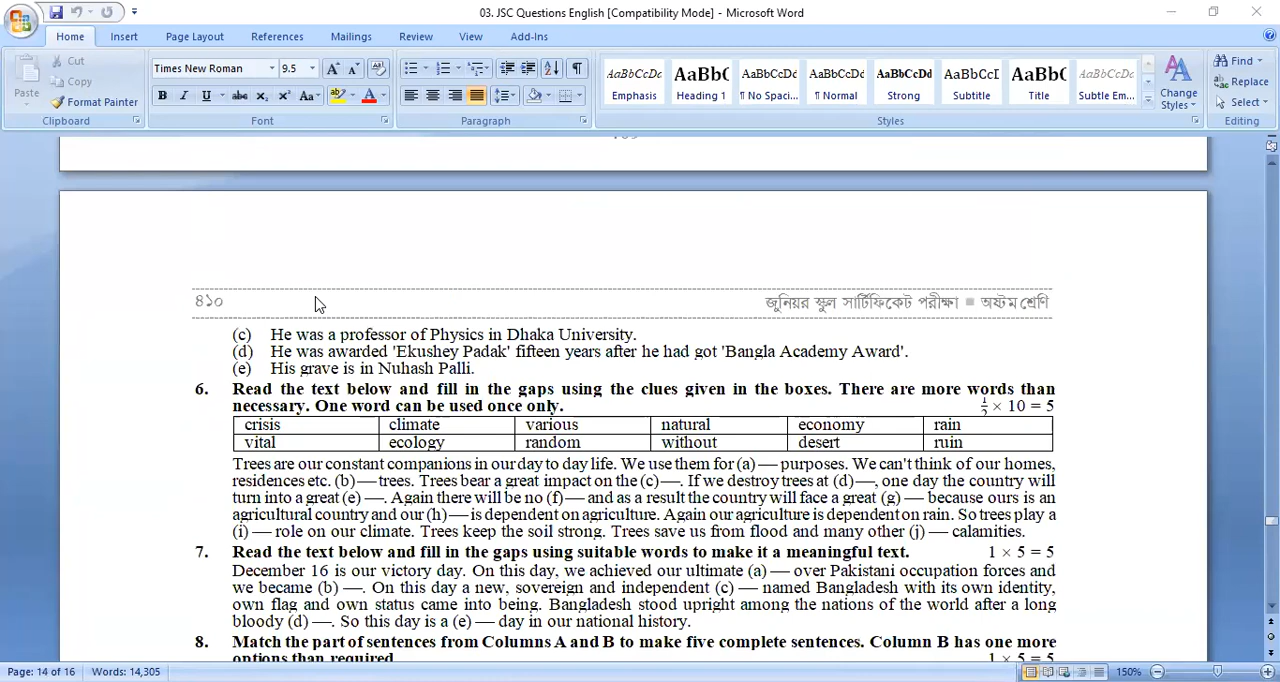 03. JSC Questions English [Compatibility Mode] - Microsoft Word
Home Insert Page Layout References Mailings Review View Add-Ins
Paste Cut Copy Format Painter
Times New Roman 9.5
AaBbCcDc AaBbC AaBbCcDc AaBbCcDc AaBbCcDd AaBbCcI AaBb( AaBbCcDc
Emphasis Heading 1 ¶ No Spaci... ¶ Normal Strong Subtitle Title Subtle Em...
Change Styles
Find Replace Select
Clipboard Font Paragraph Styles Editing
৪১০ জুনিয়র স্কুল সার্টিফিকেট পরীক্ষা ■ অষ্টম শ্রেণি
(c) He was a professor of Physics in Dhaka University.
(d) He was awarded 'Ekushey Padak' fifteen years after he had got 'Bangla Academy Award'.
(e) His grave is in Nuhash Palli.
6. Read the text below and fill in the gaps using the clues given in the boxes. There are more words than
necessary. One word can be used once only. ½ × 10 = 5
crisis climate various natural economy rain
vital ecology random without desert ruin
Trees are our constant companions in our day to day life. We use them for (a) — purposes. We can't think of our homes,
residences etc. (b) — trees. Trees bear a great impact on the (c) —. If we destroy trees at (d) —, one day the country will
turn into a great (e) —. Again there will be no (f) — and as a result the country will face a great (g) — because ours is an
agricultural country and our (h) — is dependent on agriculture. Again our agriculture is dependent on rain. So trees play a
(i) — role on our climate. Trees keep the soil strong. Trees save us from flood and many other (j) — calamities.
7. Read the text below and fill in the gaps using suitable words to make it a meaningful text. 1 × 5 = 5
December 16 is our victory day. On this day, we achieved our ultimate (a) — over Pakistani occupation forces and
we became (b) —. On this day a new, sovereign and independent (c) — named Bangladesh with its own identity,
own flag and own status came into being. Bangladesh stood upright among the nations of the world after a long
bloody (d) —. So this day is a (e) — day in our national history.
8. Match the part of sentences from Columns A and B to make five complete sentences. Column B has one more
options than required. 1 × 5 = 5
Page: 14 of 16 Words: 14,305 150%